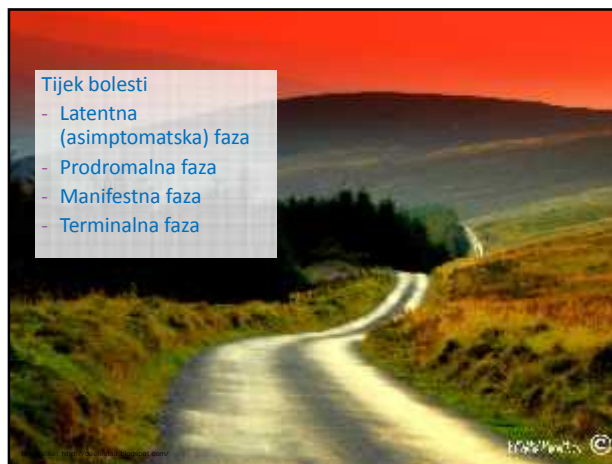 Tijek bolesti
- Latentna
(asimptomatska) faza
- Prodromalna faza
- Manifestna faza
- Terminalna faza
©